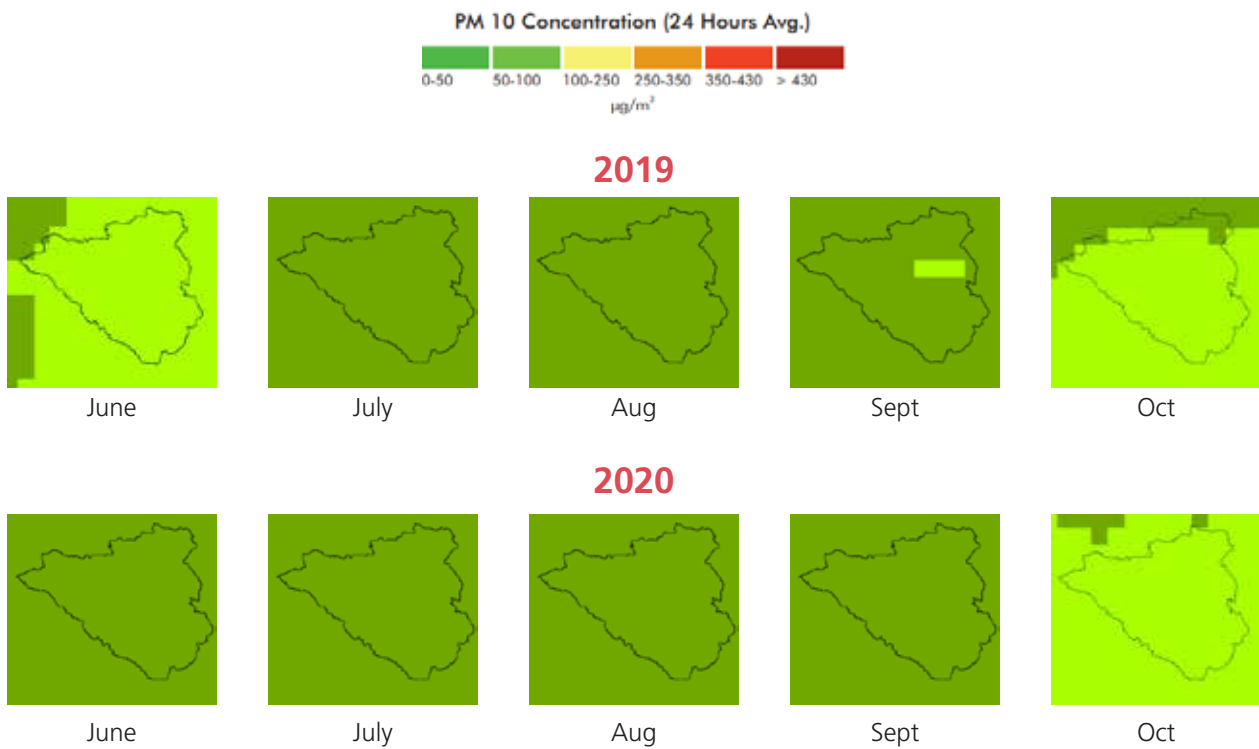 PM 10 Concentration (24 Hours Avg.)
0-50 50-100 100-250 250-350 350-430 > 430
µg/m³
2019
June July Aug Sept Oct
2020
June July Aug Sept Oct